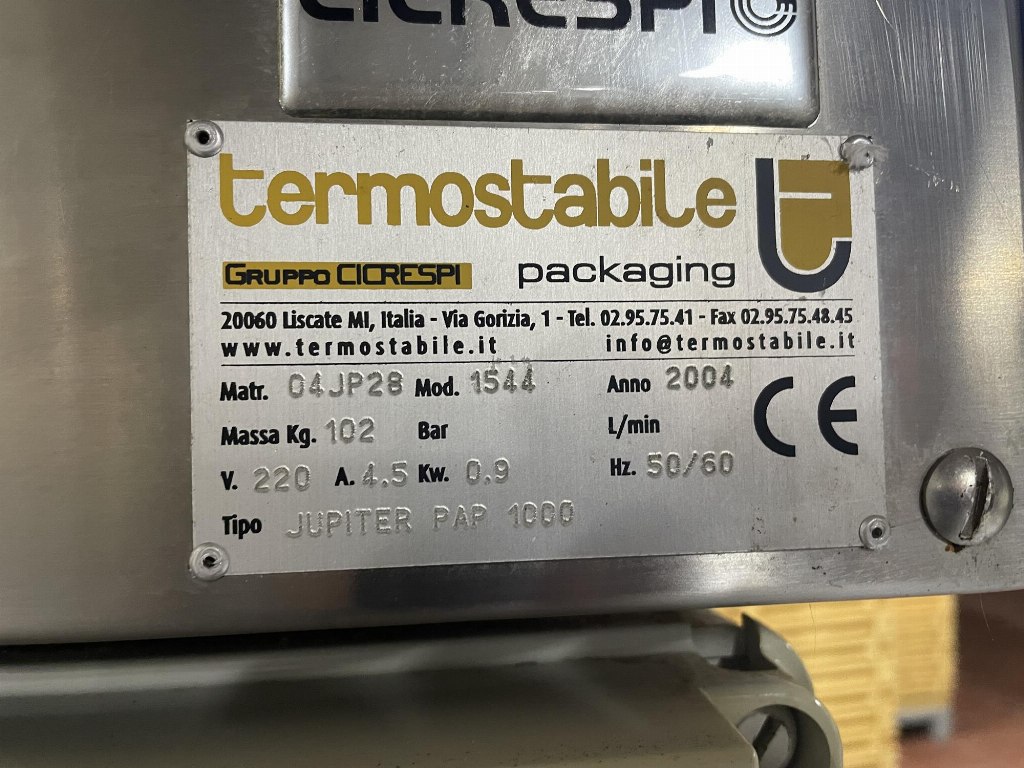 CICRESPI
termostabile
GRUPPO CICRESPI packaging
20060 Liscate MI, Italia - Via Gorizia, 1 - Tel. 02.95.75.41 - Fax 02.95.75.48.45
www.termostabile.it info@termostabile.it
Matr. 04JP28 Mod. 1544 Anno 2004
Massa Kg. 102 Bar L/min
V. 220 A. 4.5 Kw. 0.9 Hz. 50/60
Tipo JUPITER PAP 1000
CE